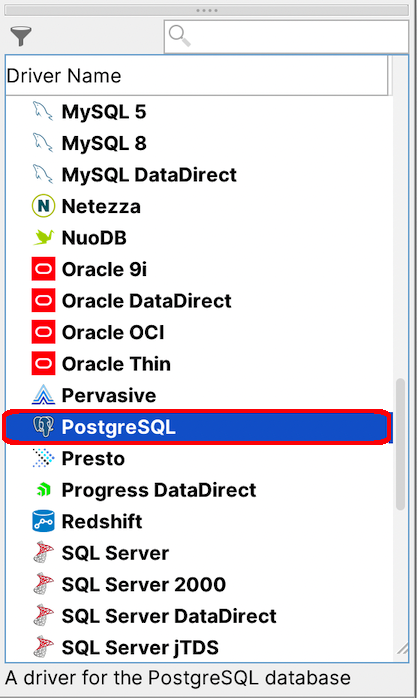 Driver Name
MySQL 5
MySQL 8
MySQL DataDirect
N Netezza
NuoDB
Oracle 9i
Oracle DataDirect
Oracle OCI
Oracle Thin
Pervasive
PostgreSQL
Presto
Progress DataDirect
Redshift
SQL Server
SQL Server 2000
SQL Server DataDirect
SQL Server jTDS
A driver for the PostgreSQL database